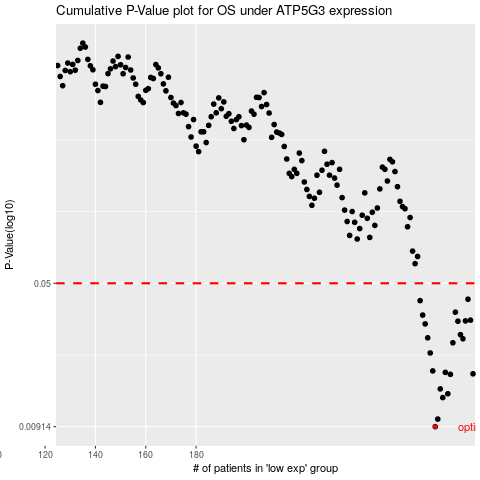 Cumulative P-Value plot for OS under ATP5G3 expression
P-Value(log10)
0.05
0.00914
opti
0
120
140
160
180
# of patients in 'low exp' group